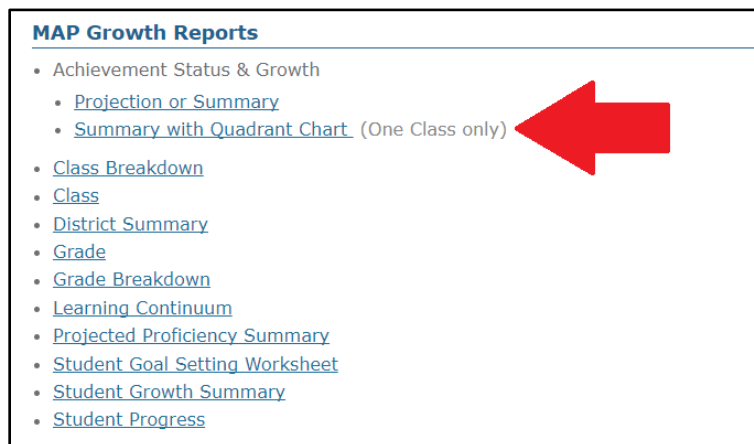 MAP Growth Reports
Achievement Status & Growth
Projection or Summary
Summary with Quadrant Chart (One Class only)
Class Breakdown
Class
District Summary
Grade
Grade Breakdown
Learning Continuum
Projected Proficiency Summary
Student Goal Setting Worksheet
Student Growth Summary
Student Progress